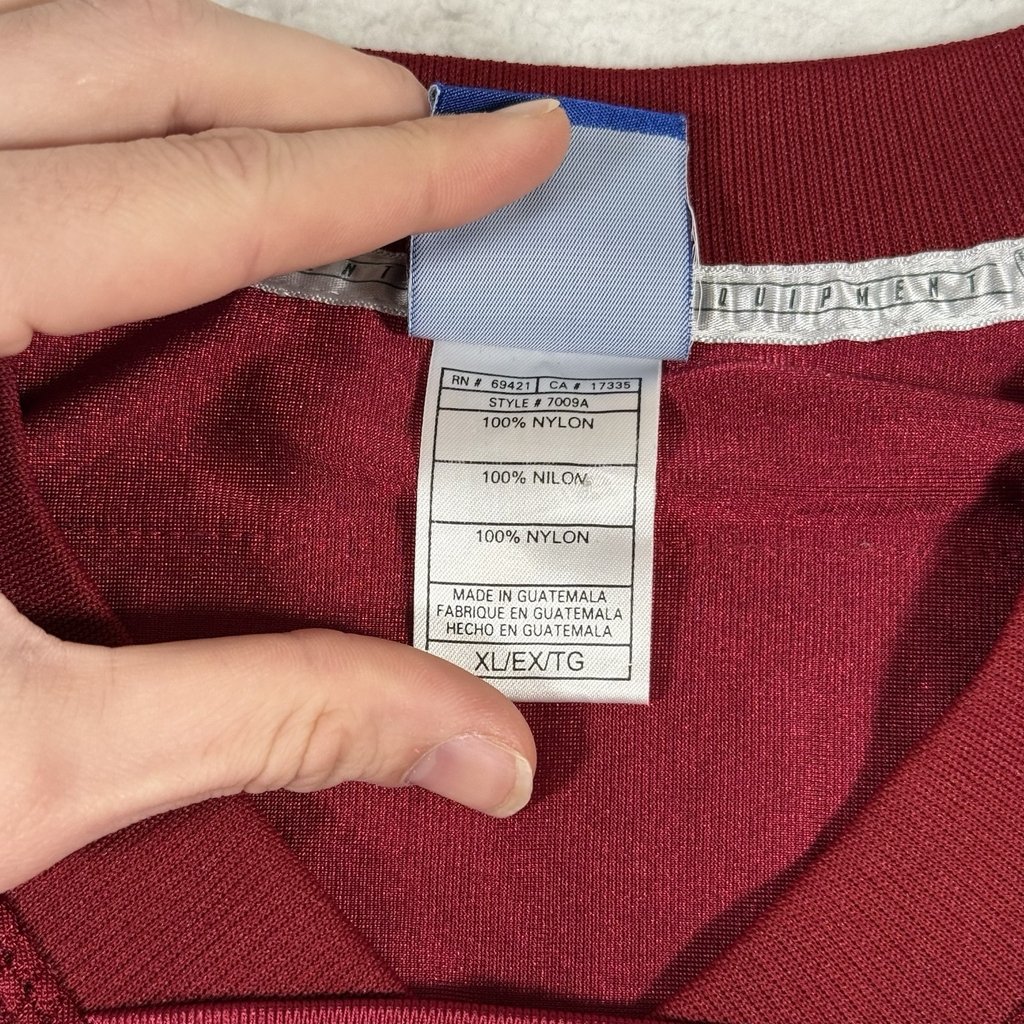 QUIPMENT
RN # 69421 CA # 17335
STYLE # 7009A
100% NYLON
100% NILON
100% NYLON
MADE IN GUATEMALA
FABRIQUE EN GUATEMALA
HECHO EN GUATEMALA
XL/EX/TG